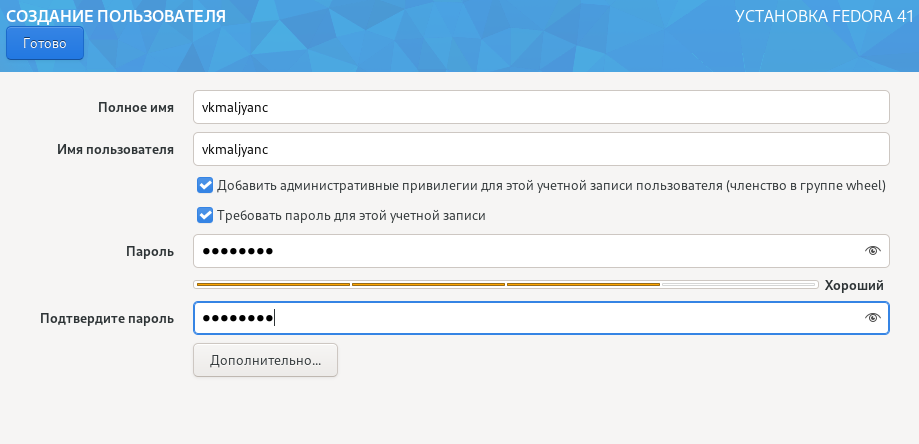 СОЗДАНИЕ ПОЛЬЗОВАТЕЛЯ
УСТАНОВКА FEDORA 41
Готово
Полное имя vkmaljyanc
Имя пользователя vkmaljyanc
Добавить административные привилегии для этой учетной записи пользователя (членство в группе wheel)
Требовать пароль для этой учетной записи
Пароль ●●●●●●●●
Хороший
Подтвердите пароль ●●●●●●●●
Дополнительно...